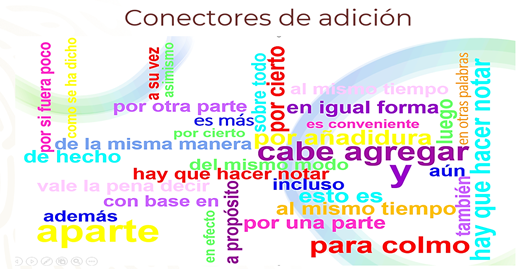 Conectores de adición
por si fuera poco
como se ha dicho
a su vez
asimismo
sobre todo
por cierto
al mismo tiempo
en otras palabras
hay que hacer notar
por otra parte
en igual forma
luego
es más
es conveniente
por cierto
por añadidura
de la misma manera
cabe agregar
de hecho
del mismo modo
y
aún
hay que hacer notar
incluso
también
vale la pena decir
esto es
con base en
al mismo tiempo
además
en efecto
a propósito
por una parte
aparte
para colmo